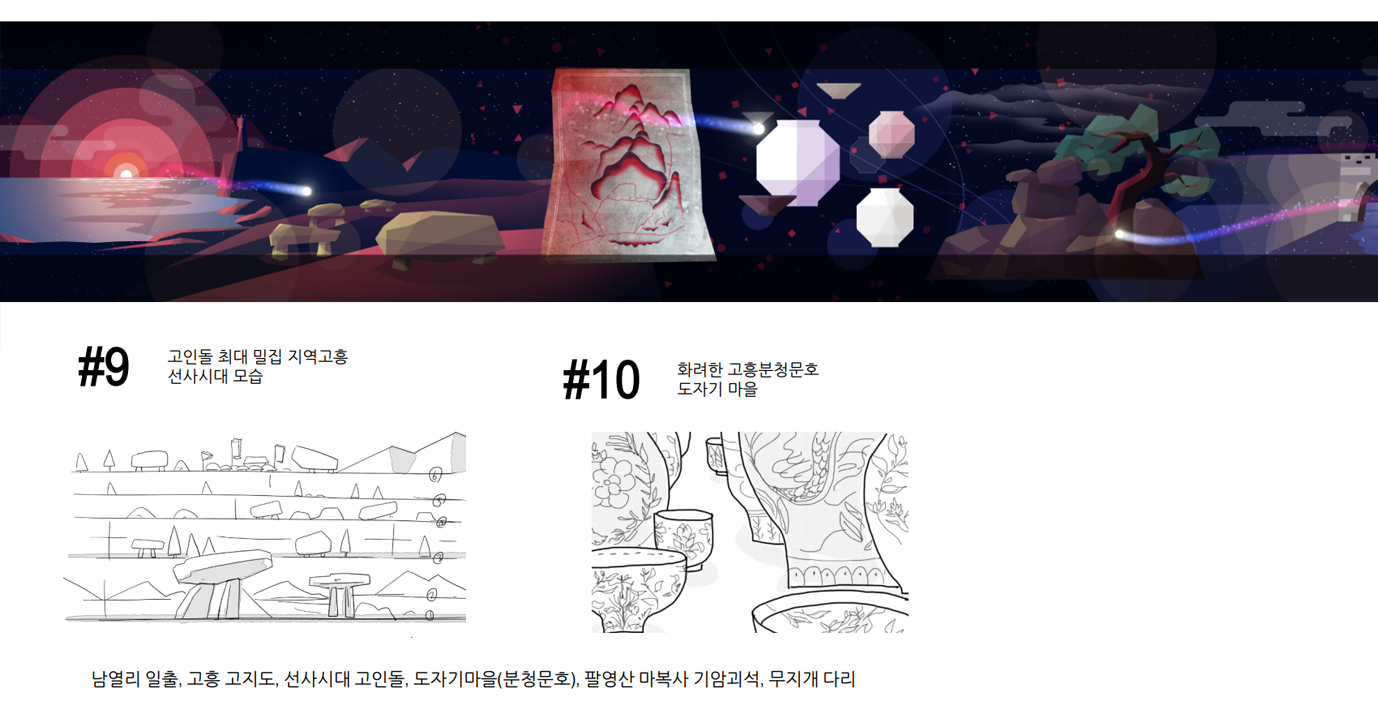 #9
고인돌 최대 밀집 지역고흥
선사시대 모습
#10
화려한 고흥분청문호
도자기 마을
남열리 일출, 고흥 고지도, 선사시대 고인돌, 도자기마을(분청문호), 팔영산 마복사 기암괴석, 무지개 다리